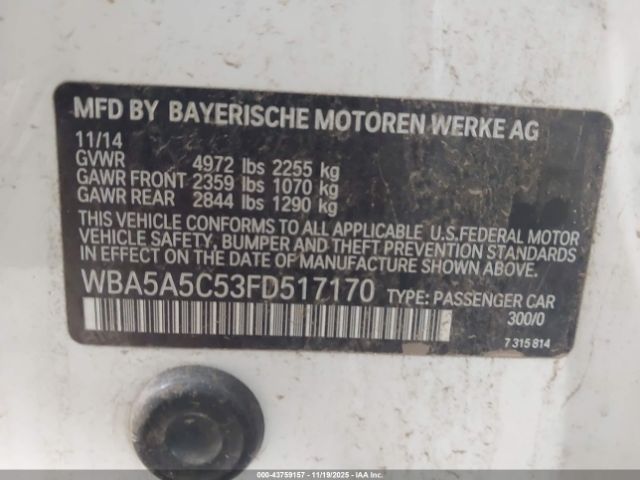 MFD BY BAYERISCHE MOTOREN WERKE AG
11/14
GVWR 4972 lbs 2255 kg
GAWR FRONT 2359 lbs 1070 kg
GAWR REAR 2844 lbs 1290 kg
THIS VEHICLE CONFORMS TO ALL APPLICABLE U.S.FEDERAL MOTOR
VEHICLE SAFETY, BUMPER AND THEFT PREVENTION STANDARDS
IN EFFECT ON THE DATE OF MANUFACTURE SHOWN ABOVE.
WBA5A5C53FD517170 TYPE: PASSENGER CAR
300/0
7 315 814
000-43759157 - 11/19/2025 - IAAI.COM